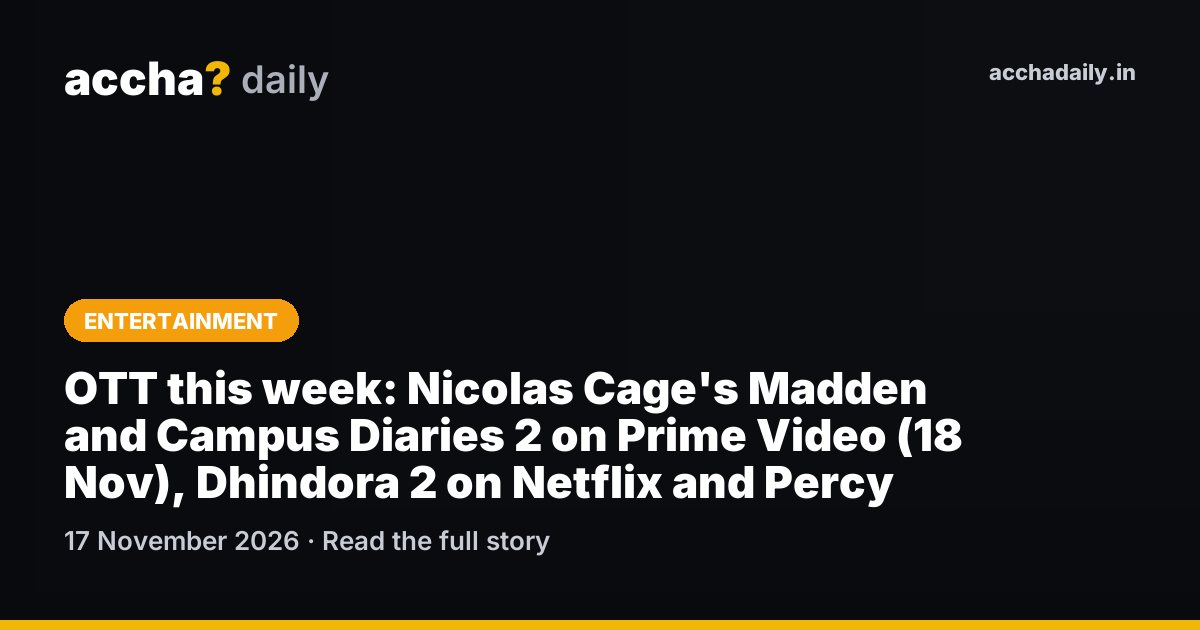 accha? daily
acchadaily.in
ENTERTAINMENT
OTT this week: Nicolas Cage's Madden
and Campus Diaries 2 on Prime Video (18
Nov), Dhindora 2 on Netflix and Percy
17 November 2026 · Read the full story